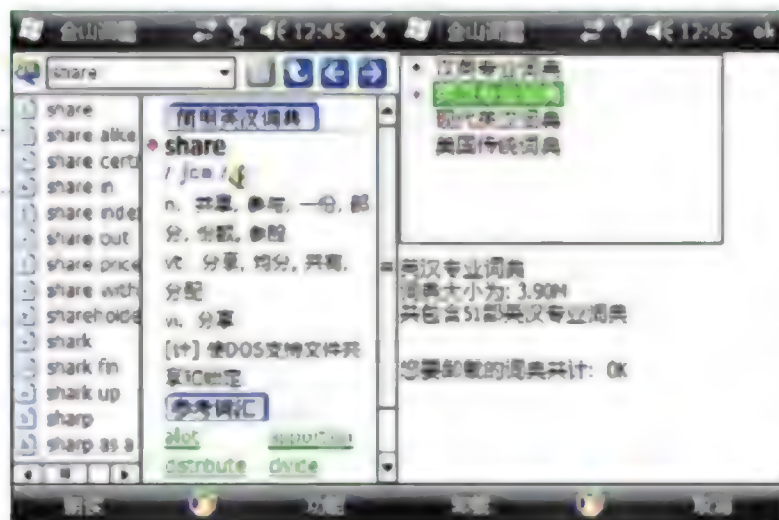 金山词霸 12:45
share
share
share alike
share certi
share in
share index
share out
share price
share with
shareholde
shark
shark fin
shark up
sharp
sharp as a
简明英汉词典
share
n. 共享, 参与, 一份, 部
分, 份额, 参股
vt. 分享, 均分, 共有,
分配
vi. 分享
[计] 使DOS支持文件共
享和锁定
参考词汇
allot apportion
distribute divide
金山词霸 12:45 ok
汉英专业词典
现代英汉词典
美国传统词典
英汉专业词典
词典大小为: 3.90M
共包含51部英汉专业词典
您要卸载的词典共计: 0K